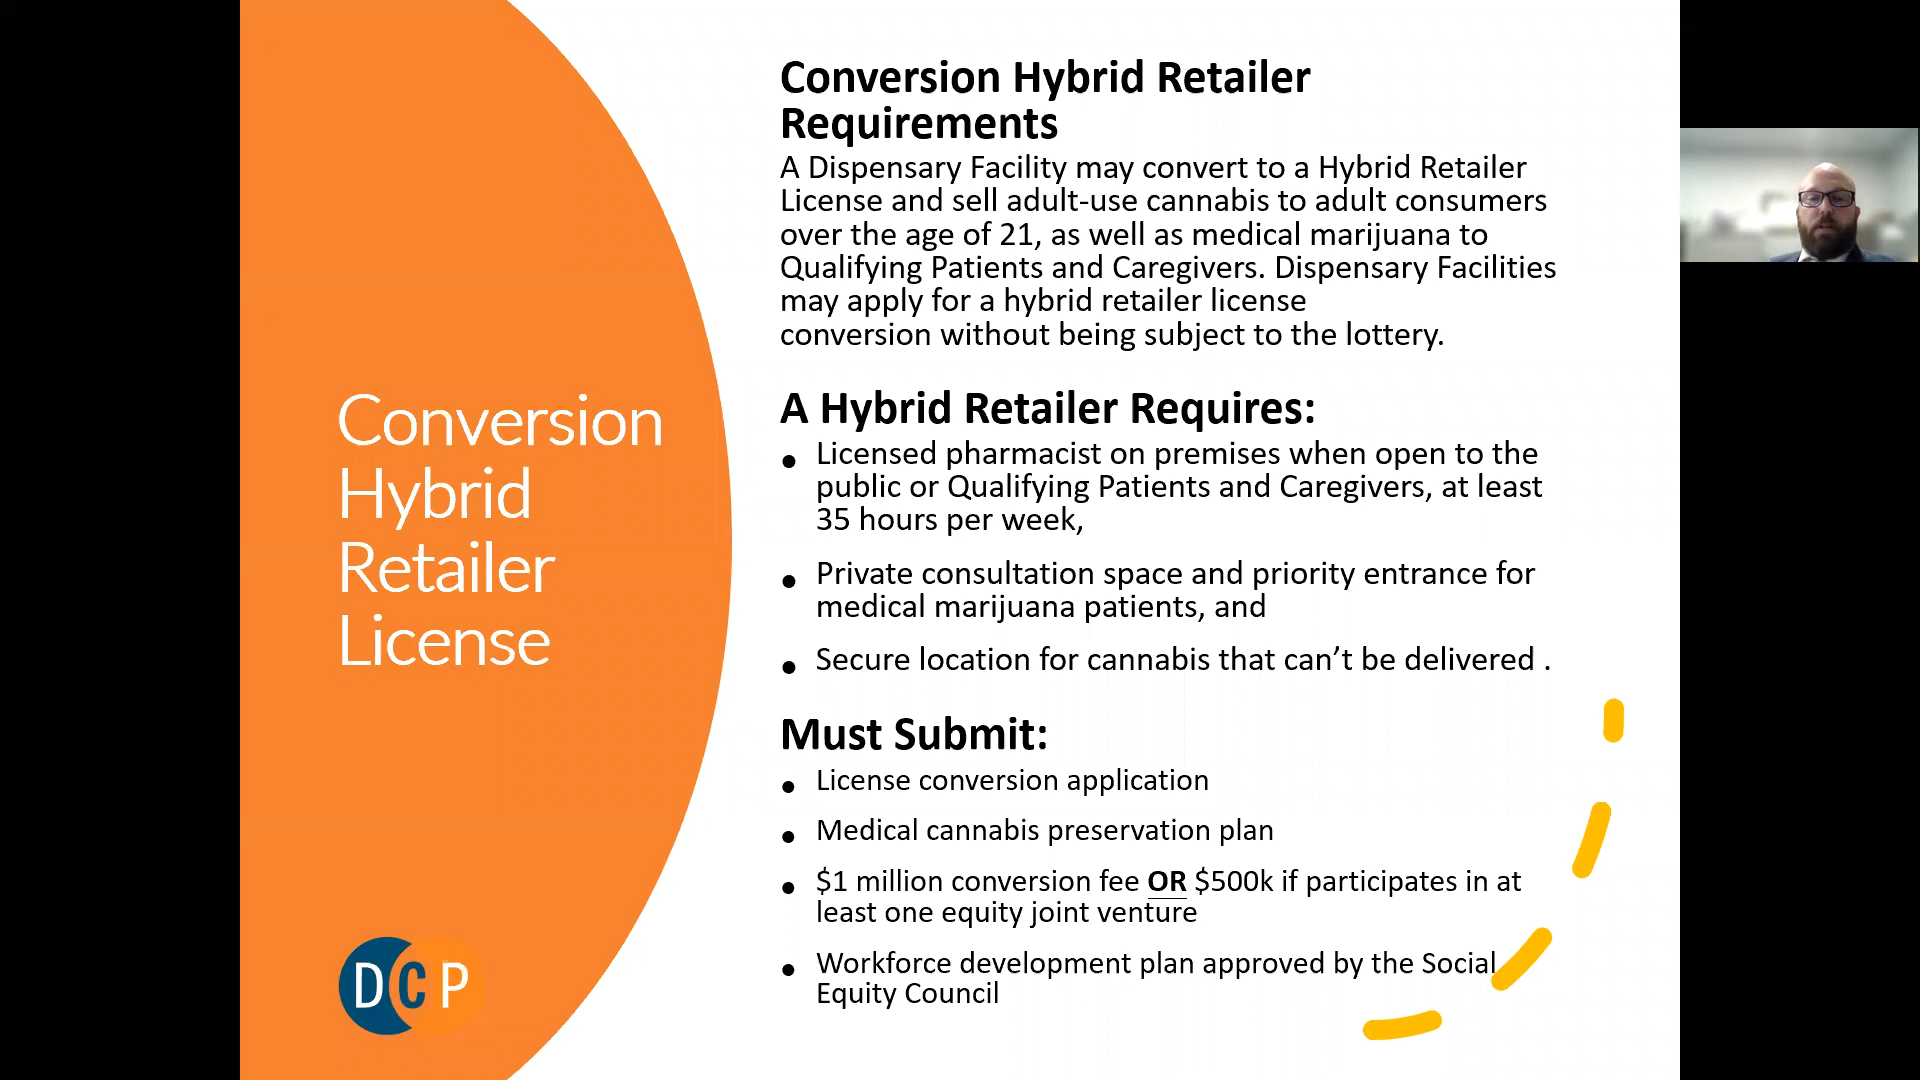 Conversion
Hybrid
Retailer
License
DCP
Conversion Hybrid Retailer
Requirements
A Dispensary Facility may convert to a Hybrid Retailer
License and sell adult-use cannabis to adult consumers
over the age of 21, as well as medical marijuana to
Qualifying Patients and Caregivers. Dispensary Facilities
may apply for a hybrid retailer license
conversion without being subject to the lottery.
A Hybrid Retailer Requires:
● Licensed pharmacist on premises when open to the
public or Qualifying Patients and Caregivers, at least
35 hours per week,
● Private consultation space and priority entrance for
medical marijuana patients, and
● Secure location for cannabis that can’t be delivered .
Must Submit:
● License conversion application
● Medical cannabis preservation plan
● $1 million conversion fee OR $500k if participates in at
least one equity joint venture
● Workforce development plan approved by the Social
Equity Council